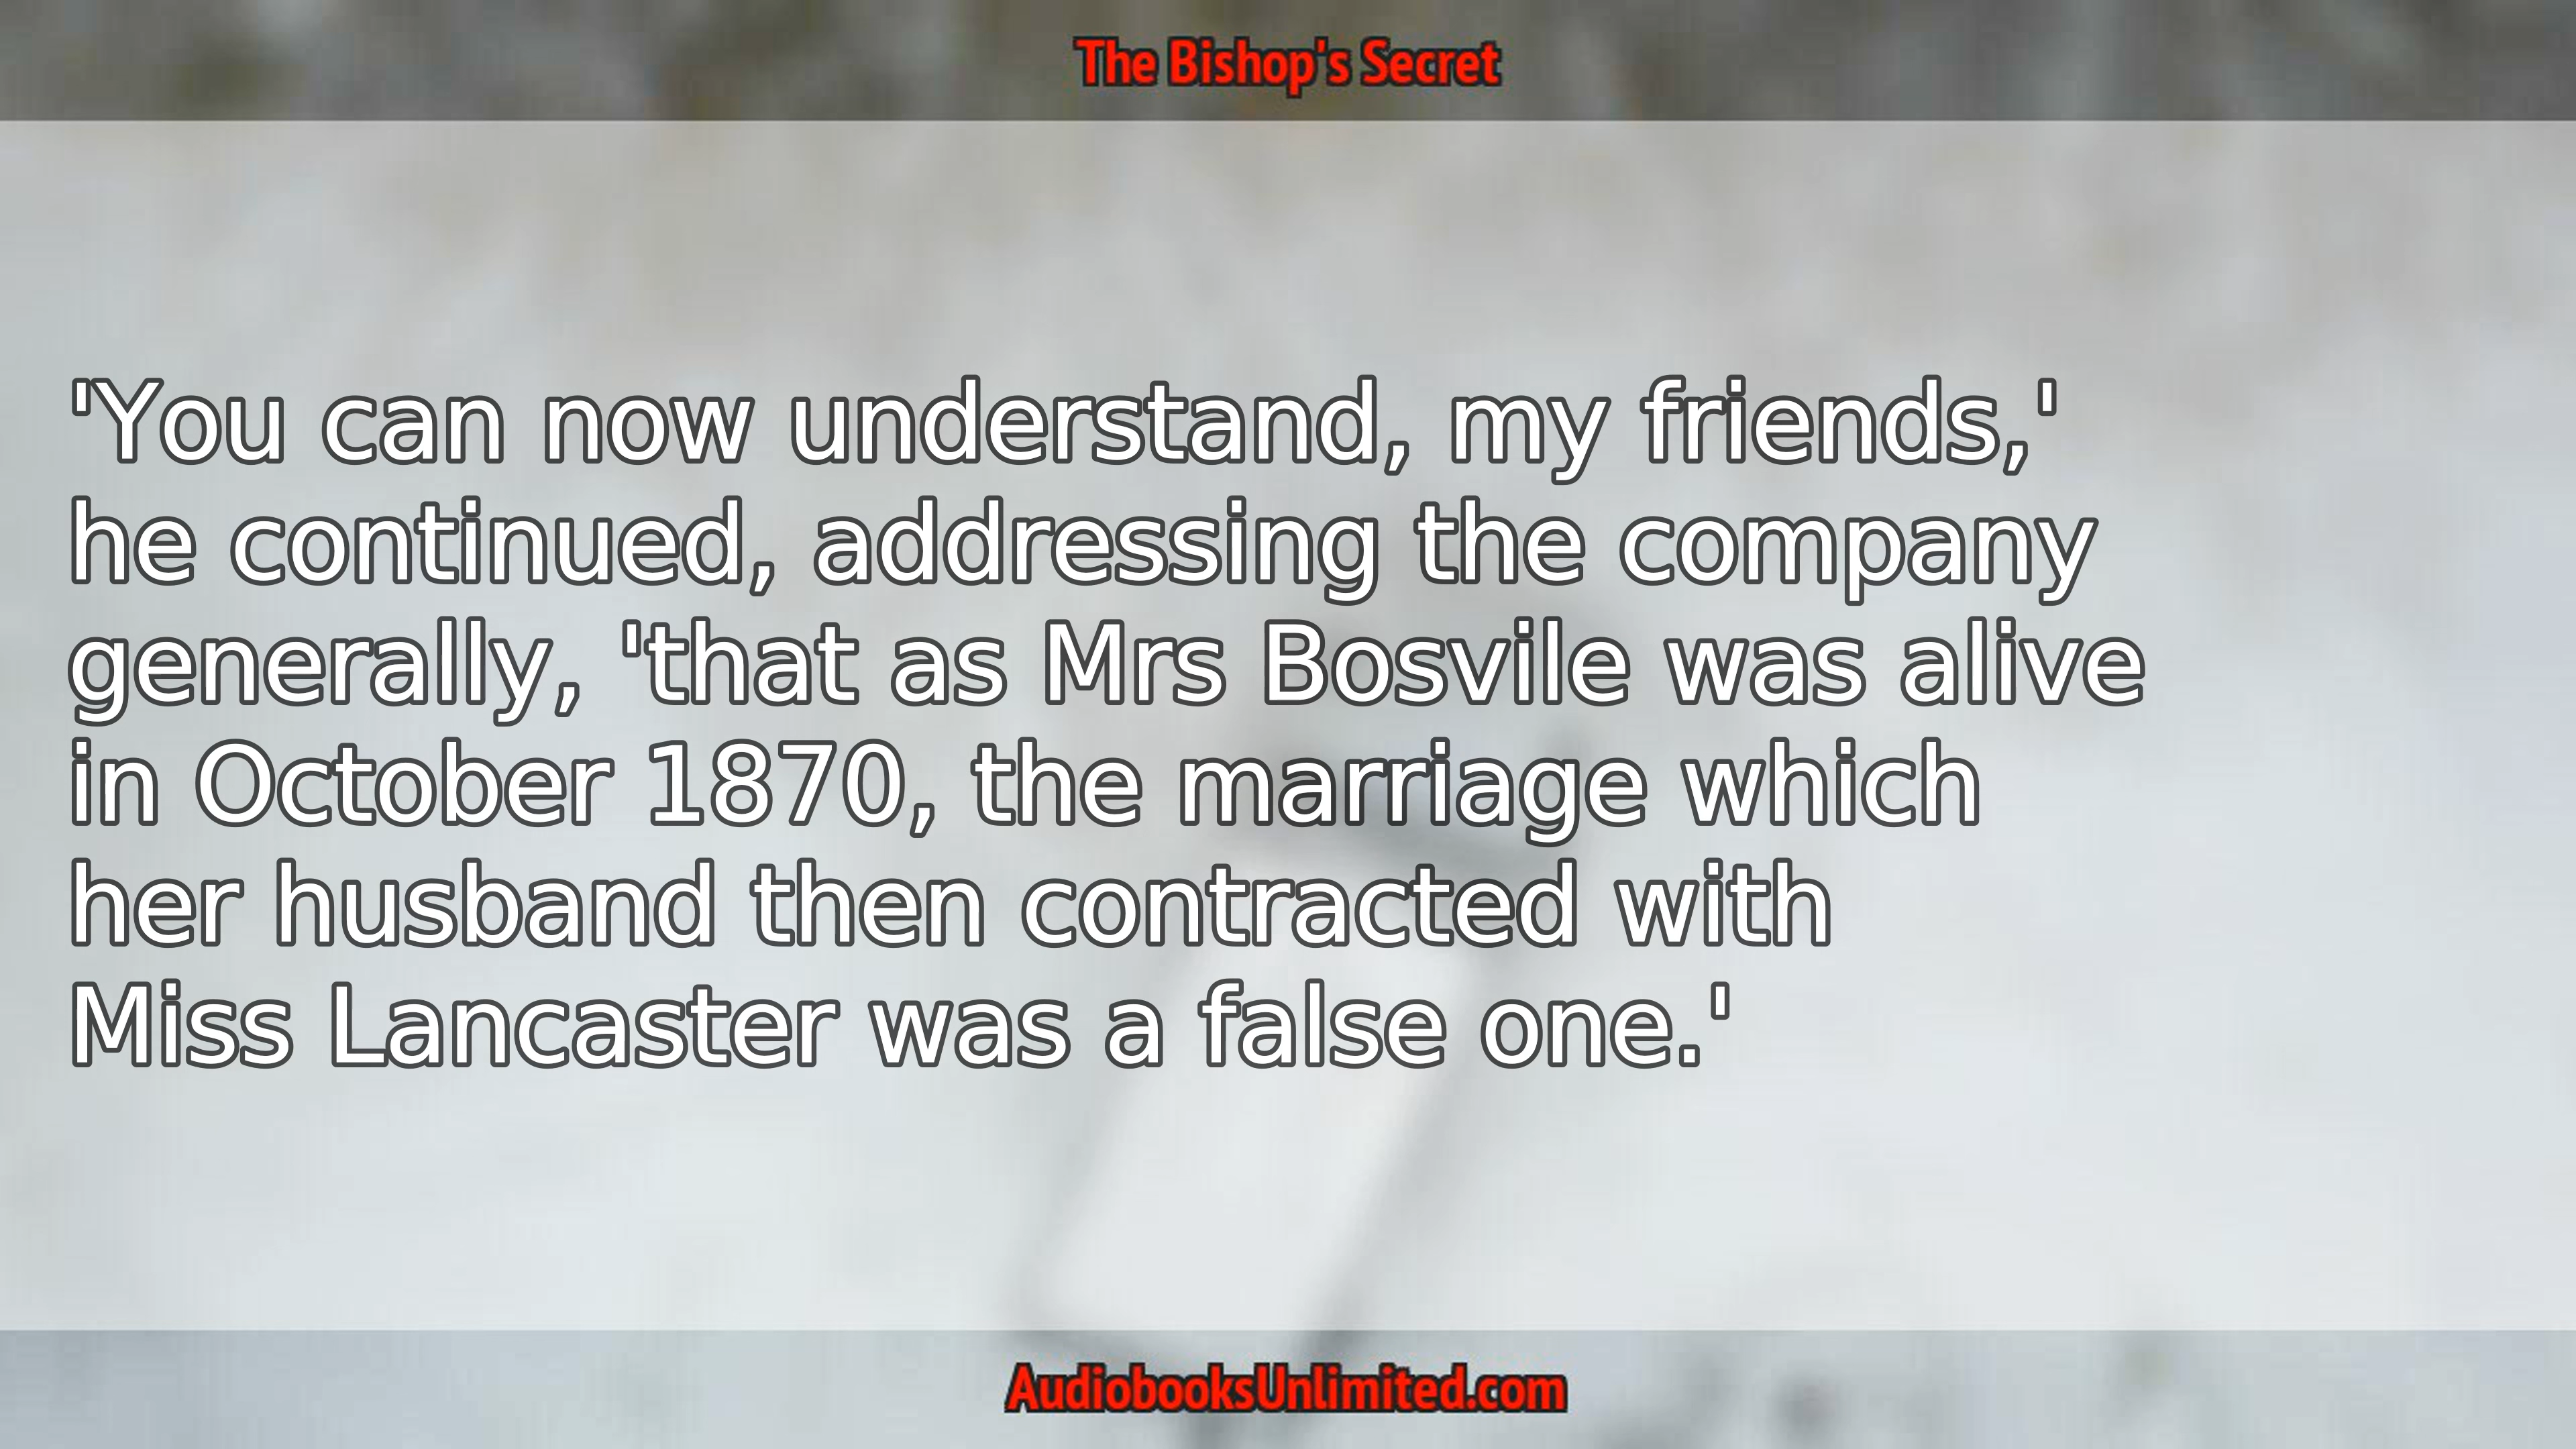 The Bishop's Secret
'You can now understand, my friends,'
he continued, addressing the company
generally, 'that as Mrs Bosvile was alive
in October 1870, the marriage which
her husband then contracted with
Miss Lancaster was a false one.'
AudiobooksUnlimited.com